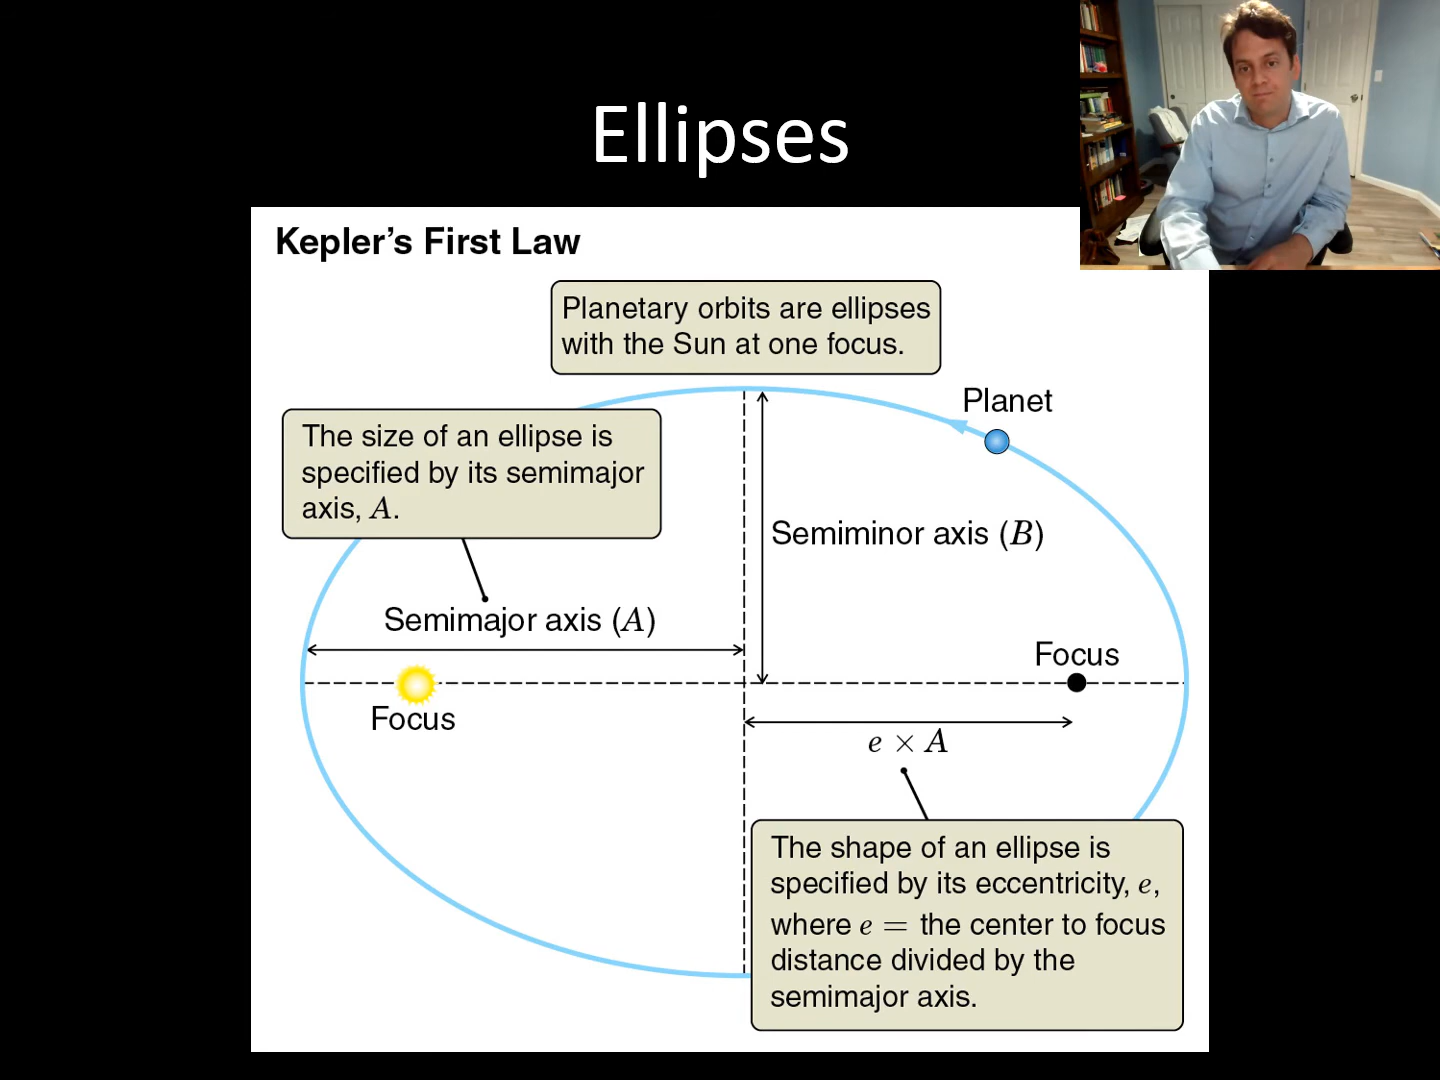 Ellipses
Kepler's First Law
Planetary orbits are ellipses
with the Sun at one focus.
Planet
The size of an ellipse is
specified by its semimajor
axis, A.
Semiminor axis (B)
Semimajor axis (A)
Focus
Focus
e × A
The shape of an ellipse is
specified by its eccentricity, e,
where e = the center to focus
distance divided by the
semimajor axis.